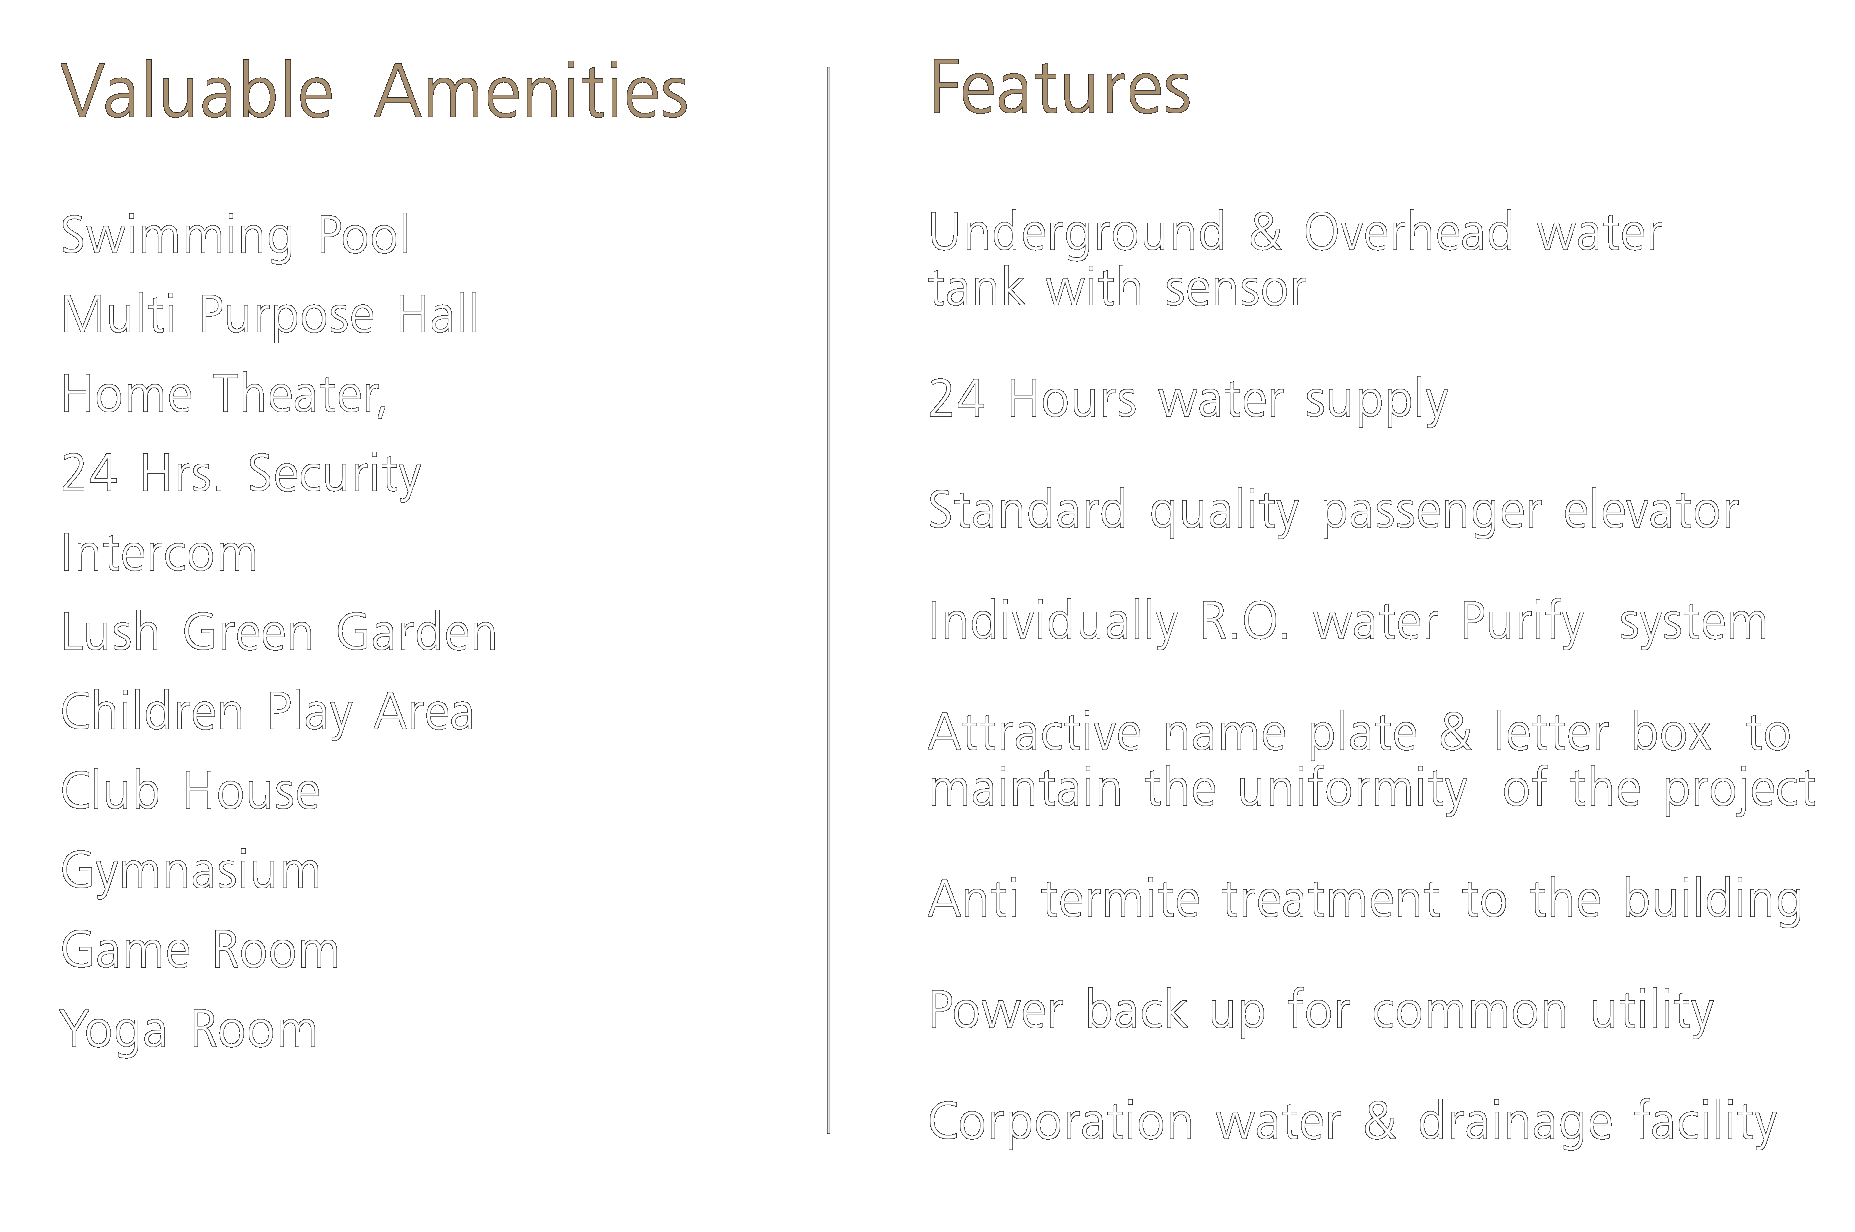 Valuable Amenities
Swimming Pool
Multi Purpose Hall
Home Theater,
24 Hrs. Security
Intercom
Lush Green Garden
Children Play Area
Club House
Gymnasium
Game Room
Yoga Room
Features
Underground & Overhead water
tank with sensor
24 Hours water supply
Standard quality passenger elevator
Individually R.O. water Purify system
Attractive name plate & letter box to
maintain the uniformity of the project
Anti termite treatment to the building
Power back up for common utility
Corporation water & drainage facility